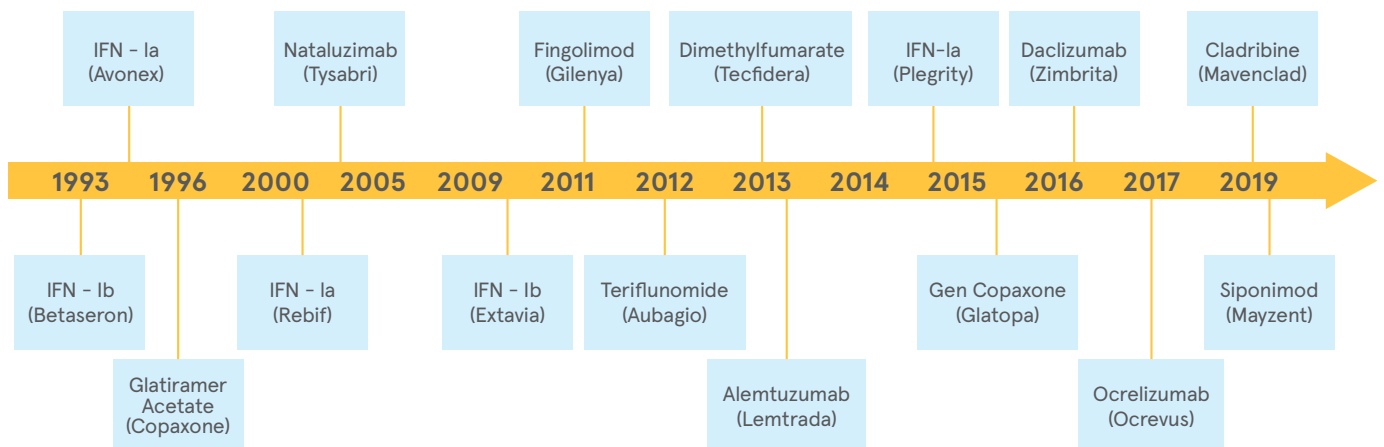 IFN - Ia
(Avonex)
Nataluzimab
(Tysabri)
Fingolimod
(Gilenya)
Dimethylfumarate
(Tecfidera)
IFN-Ia
(Plegrity)
Daclizumab
(Zimbrita)
Cladribine
(Mavenclad)
1993 1996 2000 2005 2009 2011 2012 2013 2014 2015 2016 2017 2019
IFN - Ib
(Betaseron)
Glatiramer
Acetate
(Copaxone)
IFN - Ia
(Rebif)
IFN - Ib
(Extavia)
Teriflunomide
(Aubagio)
Alemtuzumab
(Lemtrada)
Gen Copaxone
(Glatopa)
Ocrelizumab
(Ocrevus)
Siponimod
(Mayzent)